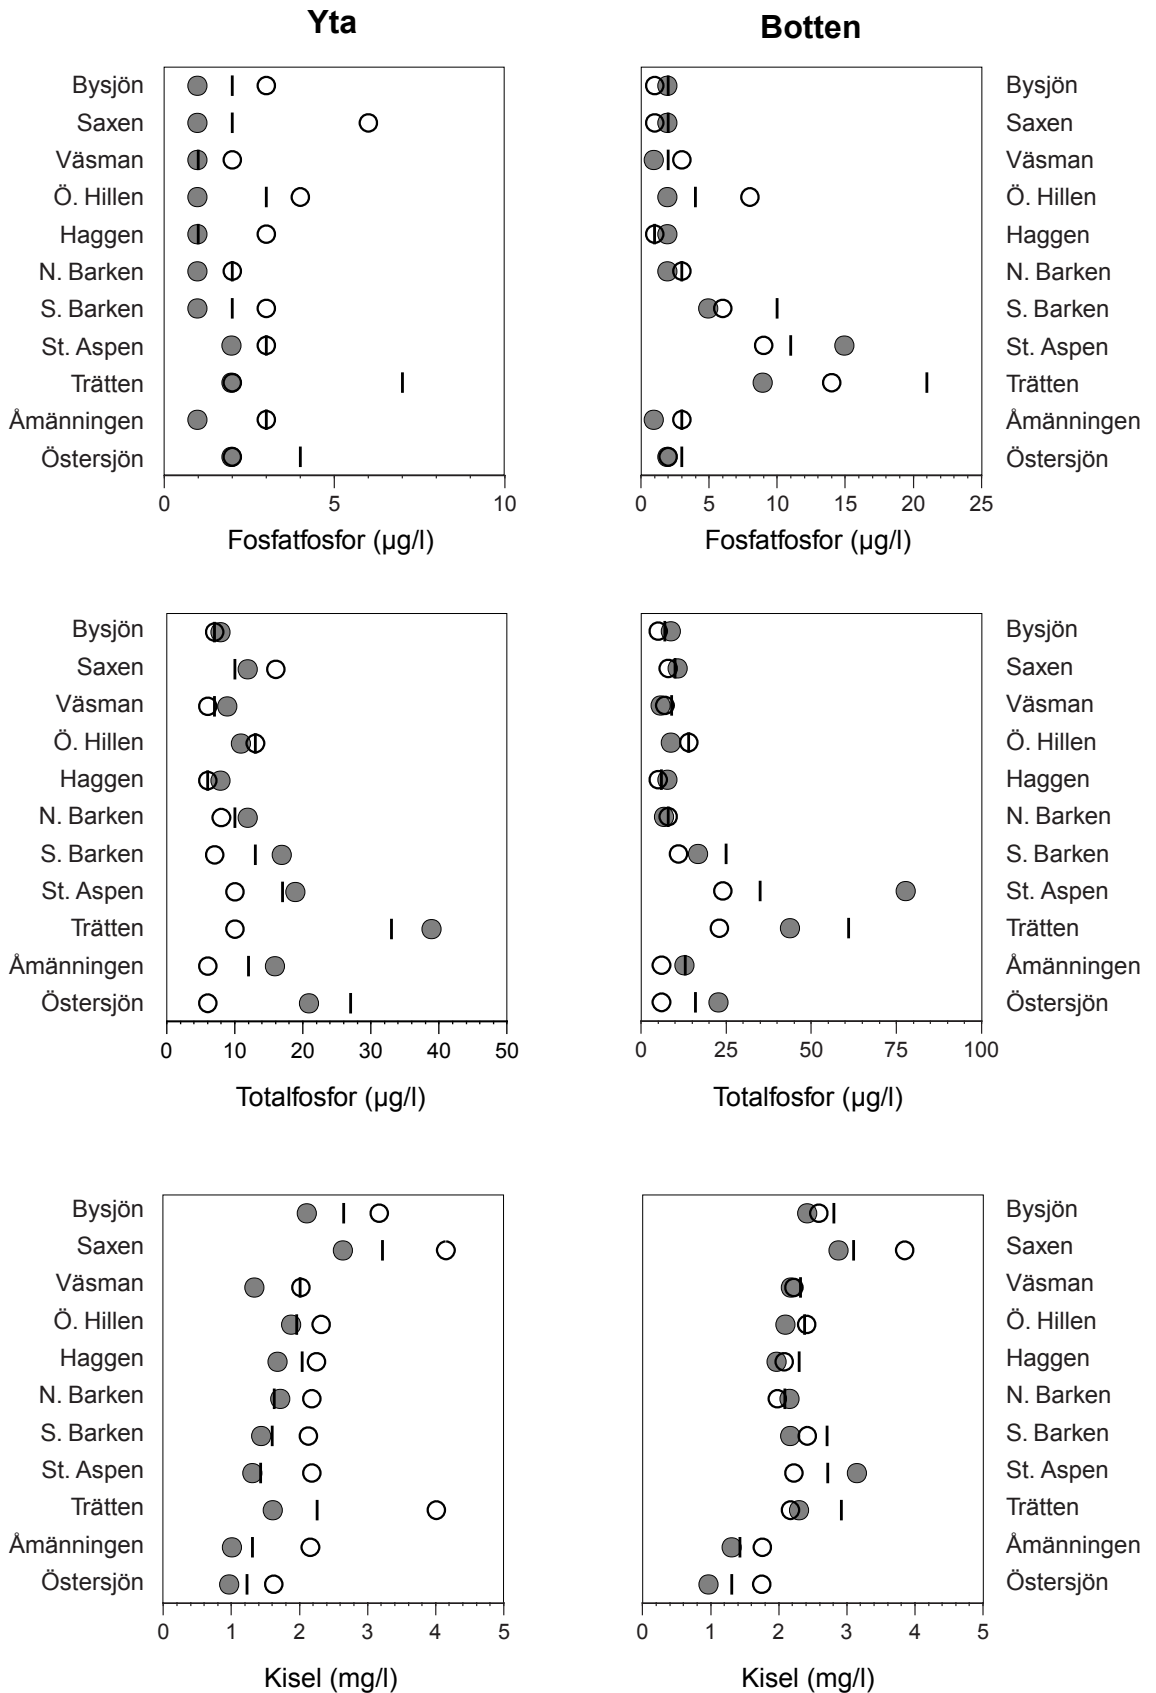 Yta
Botten
Bysjön
Saxen
Väsman
Ö. Hillen
Haggen
N. Barken
S. Barken
St. Aspen
Trätten
Åmänningen
Östersjön
0 5 10
Fosfatfosfor (µg/l)
Bysjön
Saxen
Väsman
Ö. Hillen
Haggen
N. Barken
S. Barken
St. Aspen
Trätten
Åmänningen
Östersjön
0 5 10 15 20 25
Fosfatfosfor (µg/l)
Bysjön
Saxen
Väsman
Ö. Hillen
Haggen
N. Barken
S. Barken
St. Aspen
Trätten
Åmänningen
Östersjön
0 10 20 30 40 50
Totalfosfor (µg/l)
Bysjön
Saxen
Väsman
Ö. Hillen
Haggen
N. Barken
S. Barken
St. Aspen
Trätten
Åmänningen
Östersjön
0 25 50 75 100
Totalfosfor (µg/l)
Bysjön
Saxen
Väsman
Ö. Hillen
Haggen
N. Barken
S. Barken
St. Aspen
Trätten
Åmänningen
Östersjön
0 1 2 3 4 5
Kisel (mg/l)
Bysjön
Saxen
Väsman
Ö. Hillen
Haggen
N. Barken
S. Barken
St. Aspen
Trätten
Åmänningen
Östersjön
0 1 2 3 4 5
Kisel (mg/l)